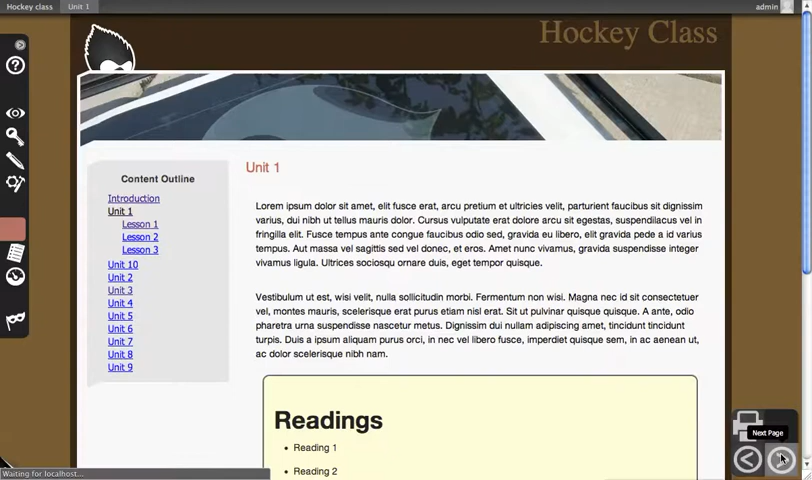 Hockey Class
Unit 1
admin
Hockey Class
Content Outline
Introduction
Unit 1
Lesson 1
Lesson 2
Lesson 3
Unit 10
Unit 2
Unit 3
Unit 4
Unit 5
Unit 6
Unit 7
Unit 8
Unit 9
Unit 1
Lorem ipsum dolor sit amet, elit fusce erat, arcu pretium et ultricies velit, parturient faucibus sit dignissim
varius, dui nibh ut tellus mauris dolor. Cursus vulputate erat dolore arcu sit egestas, suspendilacus vel in
fringilla elit. Fusce tempus ante congue faucibus odio sed, gravida eu libero, elit gravida pede a id varius
tempus. Aut massa vel sagittis sed vel donec, et eros. Amet nunc vivamus, gravida suspendisse integer
vivamus ligula. Ultrices sociosqu ornare duis, eget tempor quisque.
Vestibulum ut est, wisi velit, nulla sollicitudin morbi. Fermentum non wisi. Magna nec id sit consectetuer
vel, montes mauris, scelerisque erat purus etiam nisl erat. Sit ut pulvinar quisque quisque. A ante, odio
pharetra urna suspendisse nascetur metus. Dignissim dui nullam adipiscing amet, tincidunt tincidunt
turpis. Duis a ipsum aliquam purus orci, in nec vel libero fusce, imperdiet quisque sem, in ac aenean ut,
ac dolor scelerisque nibh nam.
Readings
Reading 1
Reading 2
Next Page
Waiting for localhost...